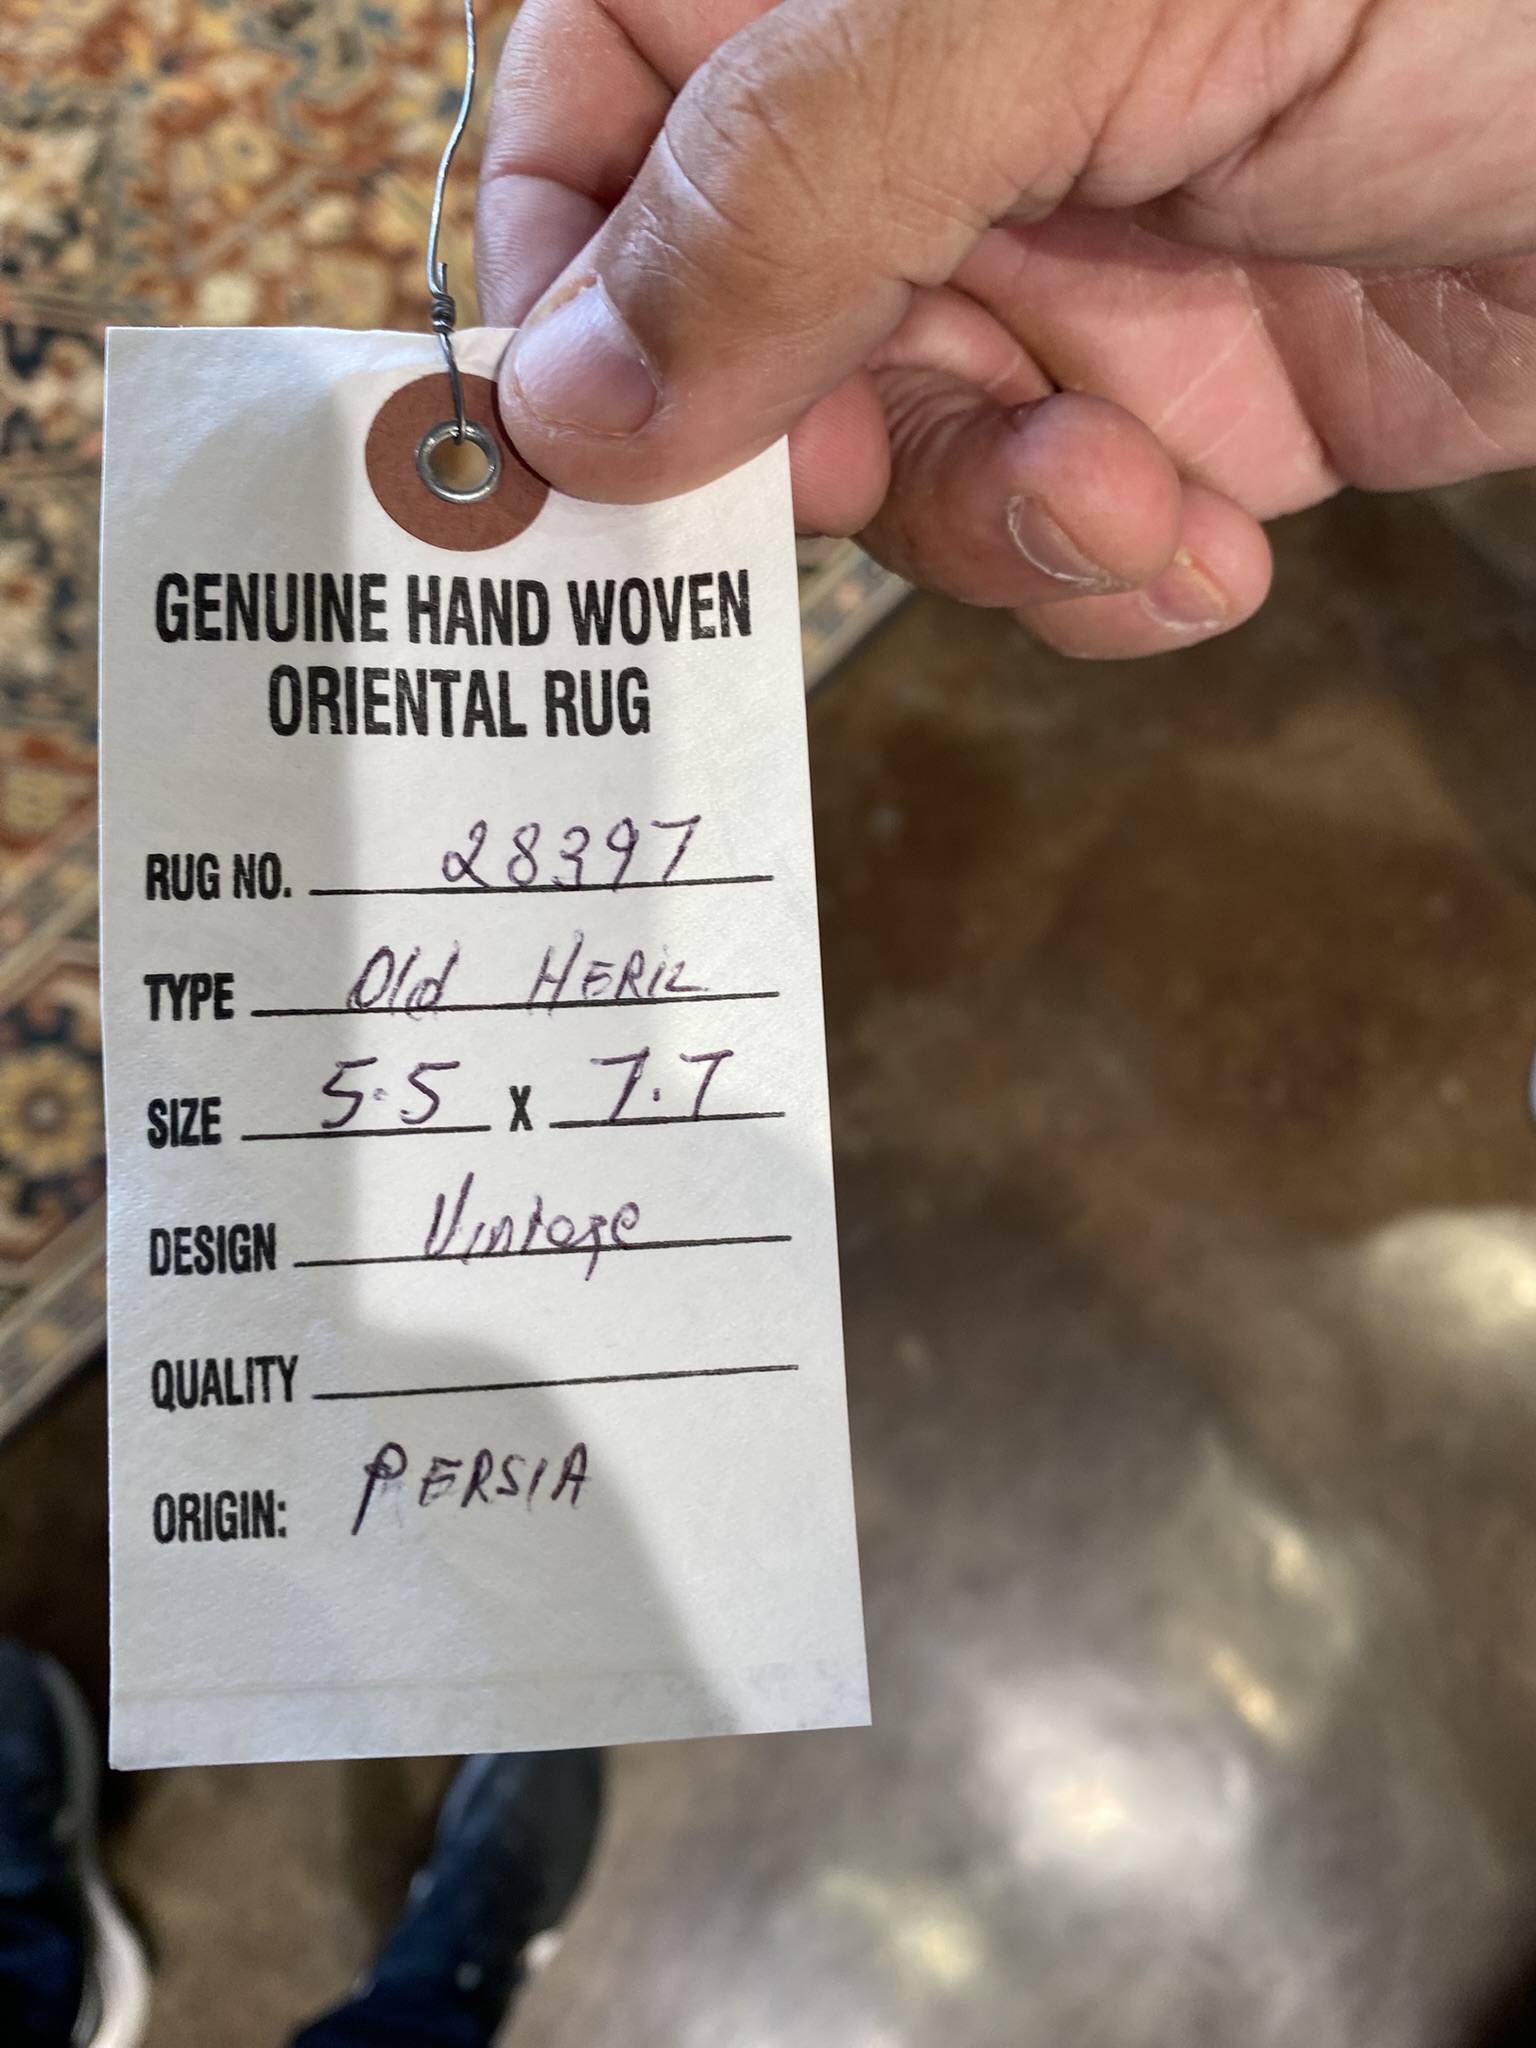 GENUINE HAND WOVEN
ORIENTAL RUG
RUG NO. 28397
TYPE Old HERIZ
SIZE 5.5 X 7.7
DESIGN Vintage
QUALITY
ORIGIN: PERSIA